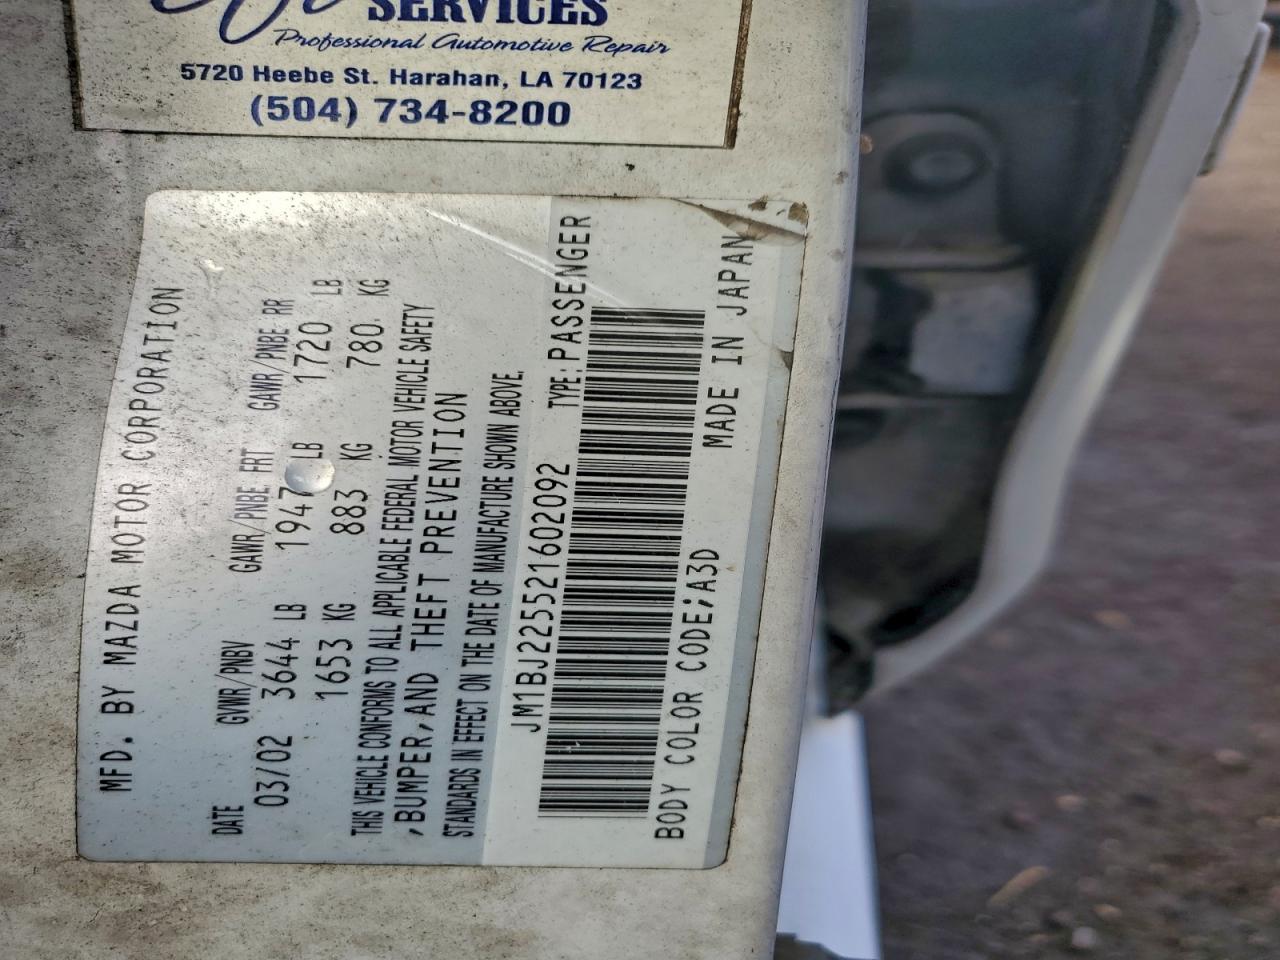 SERVICES
Professional Automotive Repair
5720 Heebe St. Harahan, LA 70123
(504) 734-8200
MFD. BY MAZDA MOTOR CORPORATION
DATE GVWR/PNBV GAWR/PNBE FRT GAWR/PNBE RR
03/02 3644 LB 1947 LB 1720 LB
1653 KG 883 KG 780 KG
THIS VEHICLE CONFORMS TO ALL APPLICABLE FEDERAL MOTOR VEHICLE SAFETY
,BUMPER,AND THEFT PREVENTION
STANDARDS IN EFFECT ON THE DATE OF MANUFACTURE SHOWN ABOVE.
JM1BJ225521602092 TYPE:PASSENGER
BODY COLOR CODE;A3D MADE IN JAPAN